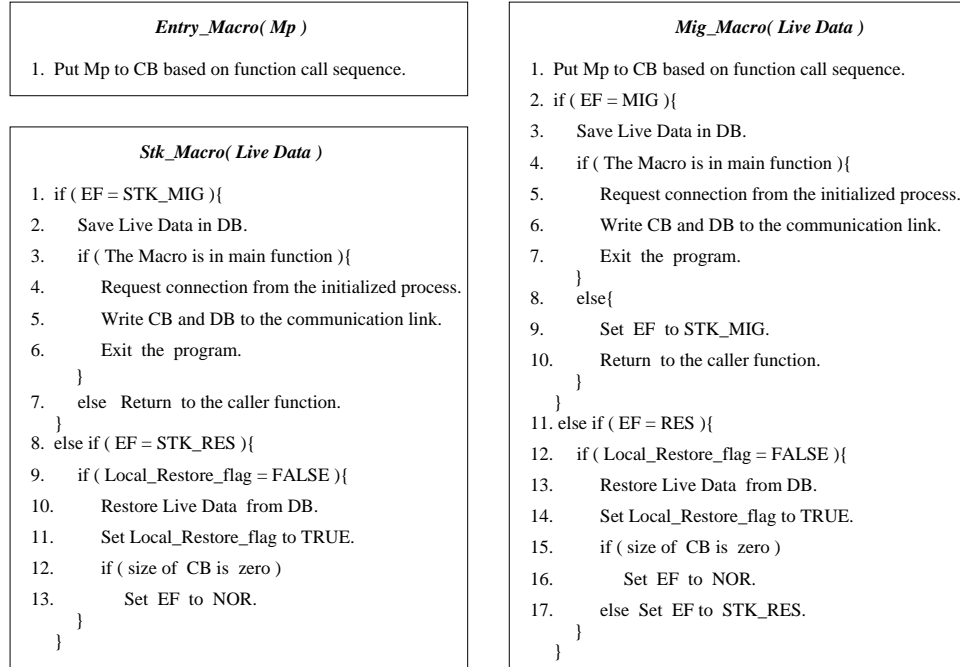 Entry_Macro( Mp )
1. Put Mp to CB based on function call sequence.
Stk_Macro( Live Data )
1. if ( EF = STK_MIG ){
2. Save Live Data in DB.
3. if ( The Macro is in main function ){
4. Request connection from the initialized process.
5. Write CB and DB to the communication link.
6. Exit the program.
}
7. else Return to the caller function.
}
8. else if ( EF = STK_RES ){
9. if ( Local_Restore_flag = FALSE ){
10. Restore Live Data from DB.
11. Set Local_Restore_flag to TRUE.
12. if ( size of CB is zero )
13. Set EF to NOR.
}
}
Mig_Macro( Live Data )
1. Put Mp to CB based on function call sequence.
2. if ( EF = MIG ){
3. Save Live Data in DB.
4. if ( The Macro is in main function ){
5. Request connection from the initialized process.
6. Write CB and DB to the communication link.
7. Exit the program.
}
8. else{
9. Set EF to STK_MIG.
10. Return to the caller function.
}
}
11. else if ( EF = RES ){
12. if ( Local_Restore_flag = FALSE ){
13. Restore Live Data from DB.
14. Set Local_Restore_flag to TRUE.
15. if ( size of CB is zero )
16. Set EF to NOR.
17. else Set EF to STK_RES.
}
}